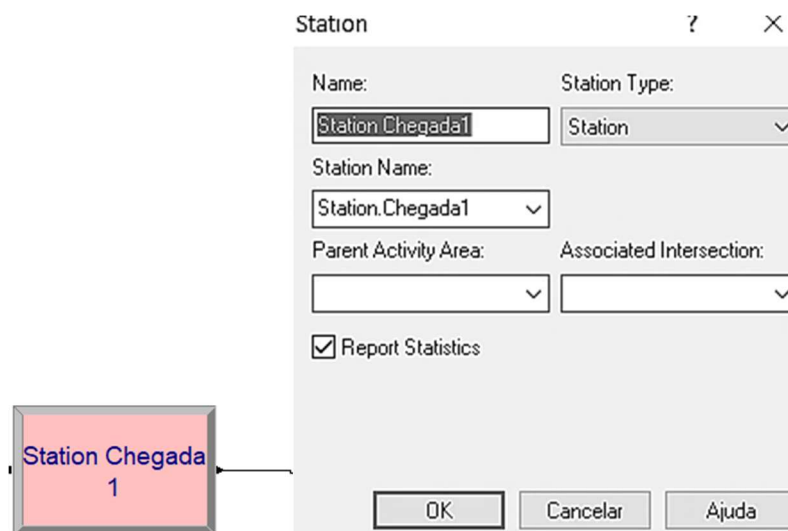 Station ? X
Name: Station Type:
Station Chegada1 Station
Station Name:
Station.Chegada1
Parent Activity Area: Associated Intersection:
Report Statistics
Station Chegada
1
OK Cancelar Ajuda